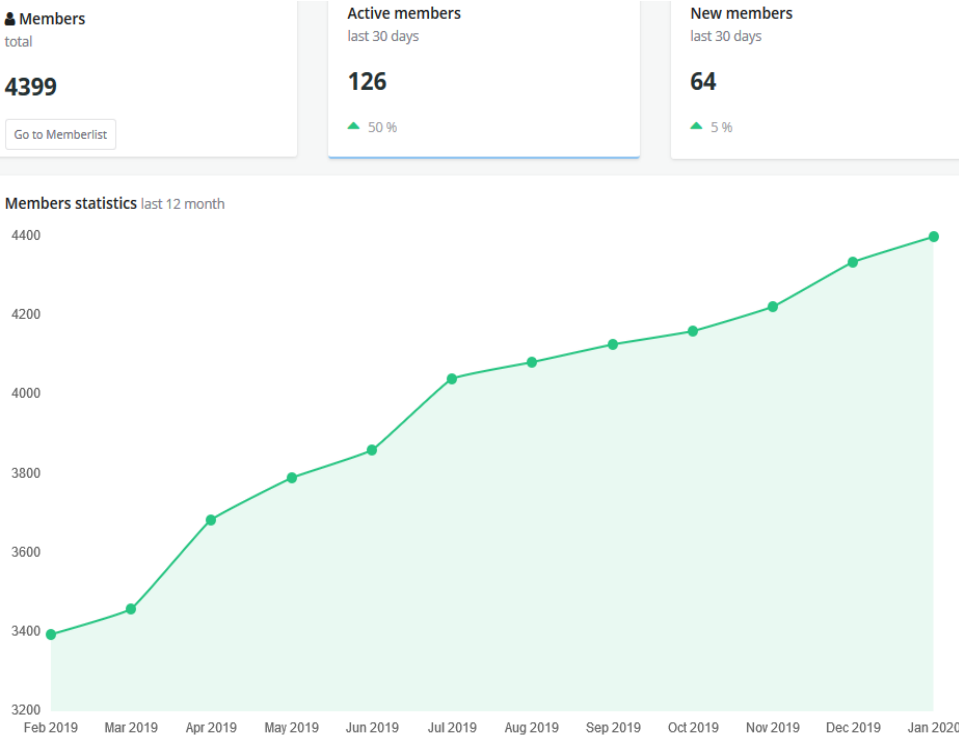 Members
total
4399
Go to Memberlist
Active members
last 30 days
126
50 %
New members
last 30 days
64
5 %
Members statistics last 12 month
4400
4200
4000
3800
3600
3400
3200
Feb 2019 Mar 2019 Apr 2019 May 2019 Jun 2019 Jul 2019 Aug 2019 Sep 2019 Oct 2019 Nov 2019 Dec 2019 Jan 2020